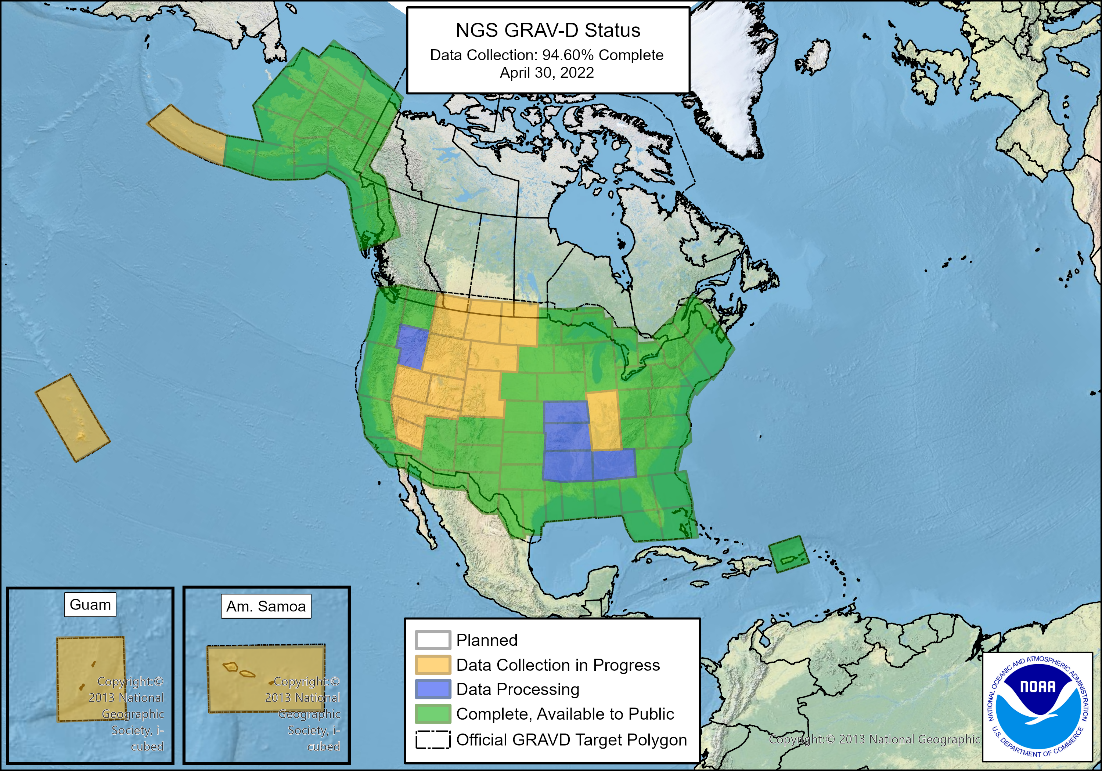 NGS GRAV-D Status
Data Collection: 94.60% Complete
April 30, 2022
Guam
Copyright:©
2013 National
Geographic
Society, i-
cubed
Am. Samoa
Copyright:©
2013 National
Geographic
Society, i-
cubed
Planned
Data Collection in Progress
Data Processing
Complete, Available to Public
Official GRAVD Target Polygon
Copyright:© 2013 National Geographic
NATIONAL OCEANIC AND ATMOSPHERIC ADMINISTRATION
NOAA
U.S. DEPARTMENT OF COMMERCE